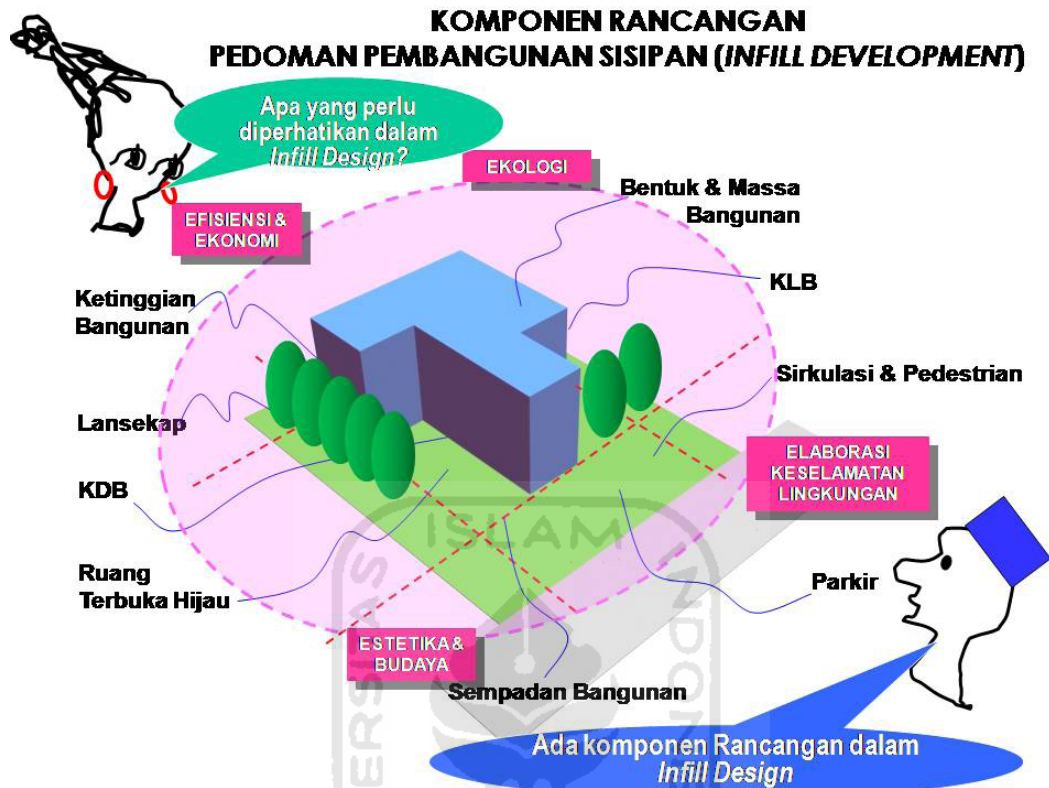 KOMPONEN RANCANGAN
PEDOMAN PEMBANGUNAN SISIPAN (INFILL DEVELOPMENT)
Apa yang perlu
diperhatikan dalam
Infill Design?
EKOLOGI
Bentuk & Massa
Bangunan
EFISIENSI &
EKONOMI
KLB
Ketinggian
Bangunan
Sirkulasi & Pedestrian
Lansekap
ELABORASI
KESELAMATAN
LINGKUNGAN
KDB
ISLAM
Ruang
Terbuka Hijau
Parkir
ESTETIKA &
BUDAYA
Sempadan Bangunan
Ada komponen Rancangan dalam
Infill Design